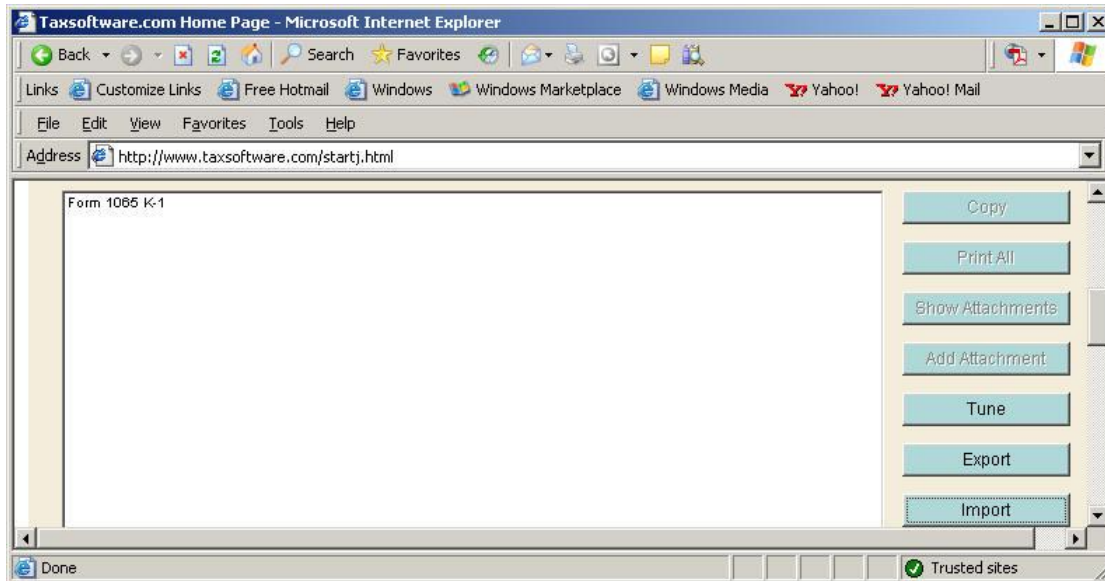 Taxsoftware.com Home Page - Microsoft Internet Explorer
Back Search Favorites
Links Customize Links Free Hotmail Windows Windows Marketplace Windows Media Yahoo! Yahoo! Mail
File Edit View Favorites Tools Help
Address http://www.taxsoftware.com/startj.html
Form 1065 K-1
Copy
Print All
Show Attachments
Add Attachment
Tune
Export
Import
Done Trusted sites